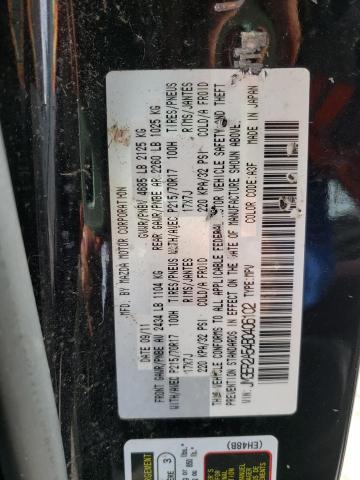 MFD. BY MAZDA MOTOR CORPORATION
DATE 09/11 GVWR/PNBV 4685 LB 2125 KG
FRONT GAWR/PNBE AV 2434 LB 1104 KG REAR GAWR/PNBE AR 2260 LB 1025 KG
WITH/AVEC P215/70R17 100H TIRES/PNEUS WITH/AVEC P215/70R17 100H TIRES/PNEUS
17X7J RIMS/JANTES 17X7J RIMS/JANTES
220 KPA/32 PSI COLD/A FROID 220 KPA/32 PSI COLD/A FROID
THIS VEHICLE CONFORMS TO ALL APPLICABLE FEDERAL MOTOR VEHICLE SAFETY AND THEFT
PREVENTION STANDARDS IN EFFECT ON THE DATE OF MANUFACTURE SHOWN ABOVE.
MADE IN JAPAN
COLOR CODE:A3F
VIN: TYPE:MPV
(EH48B)